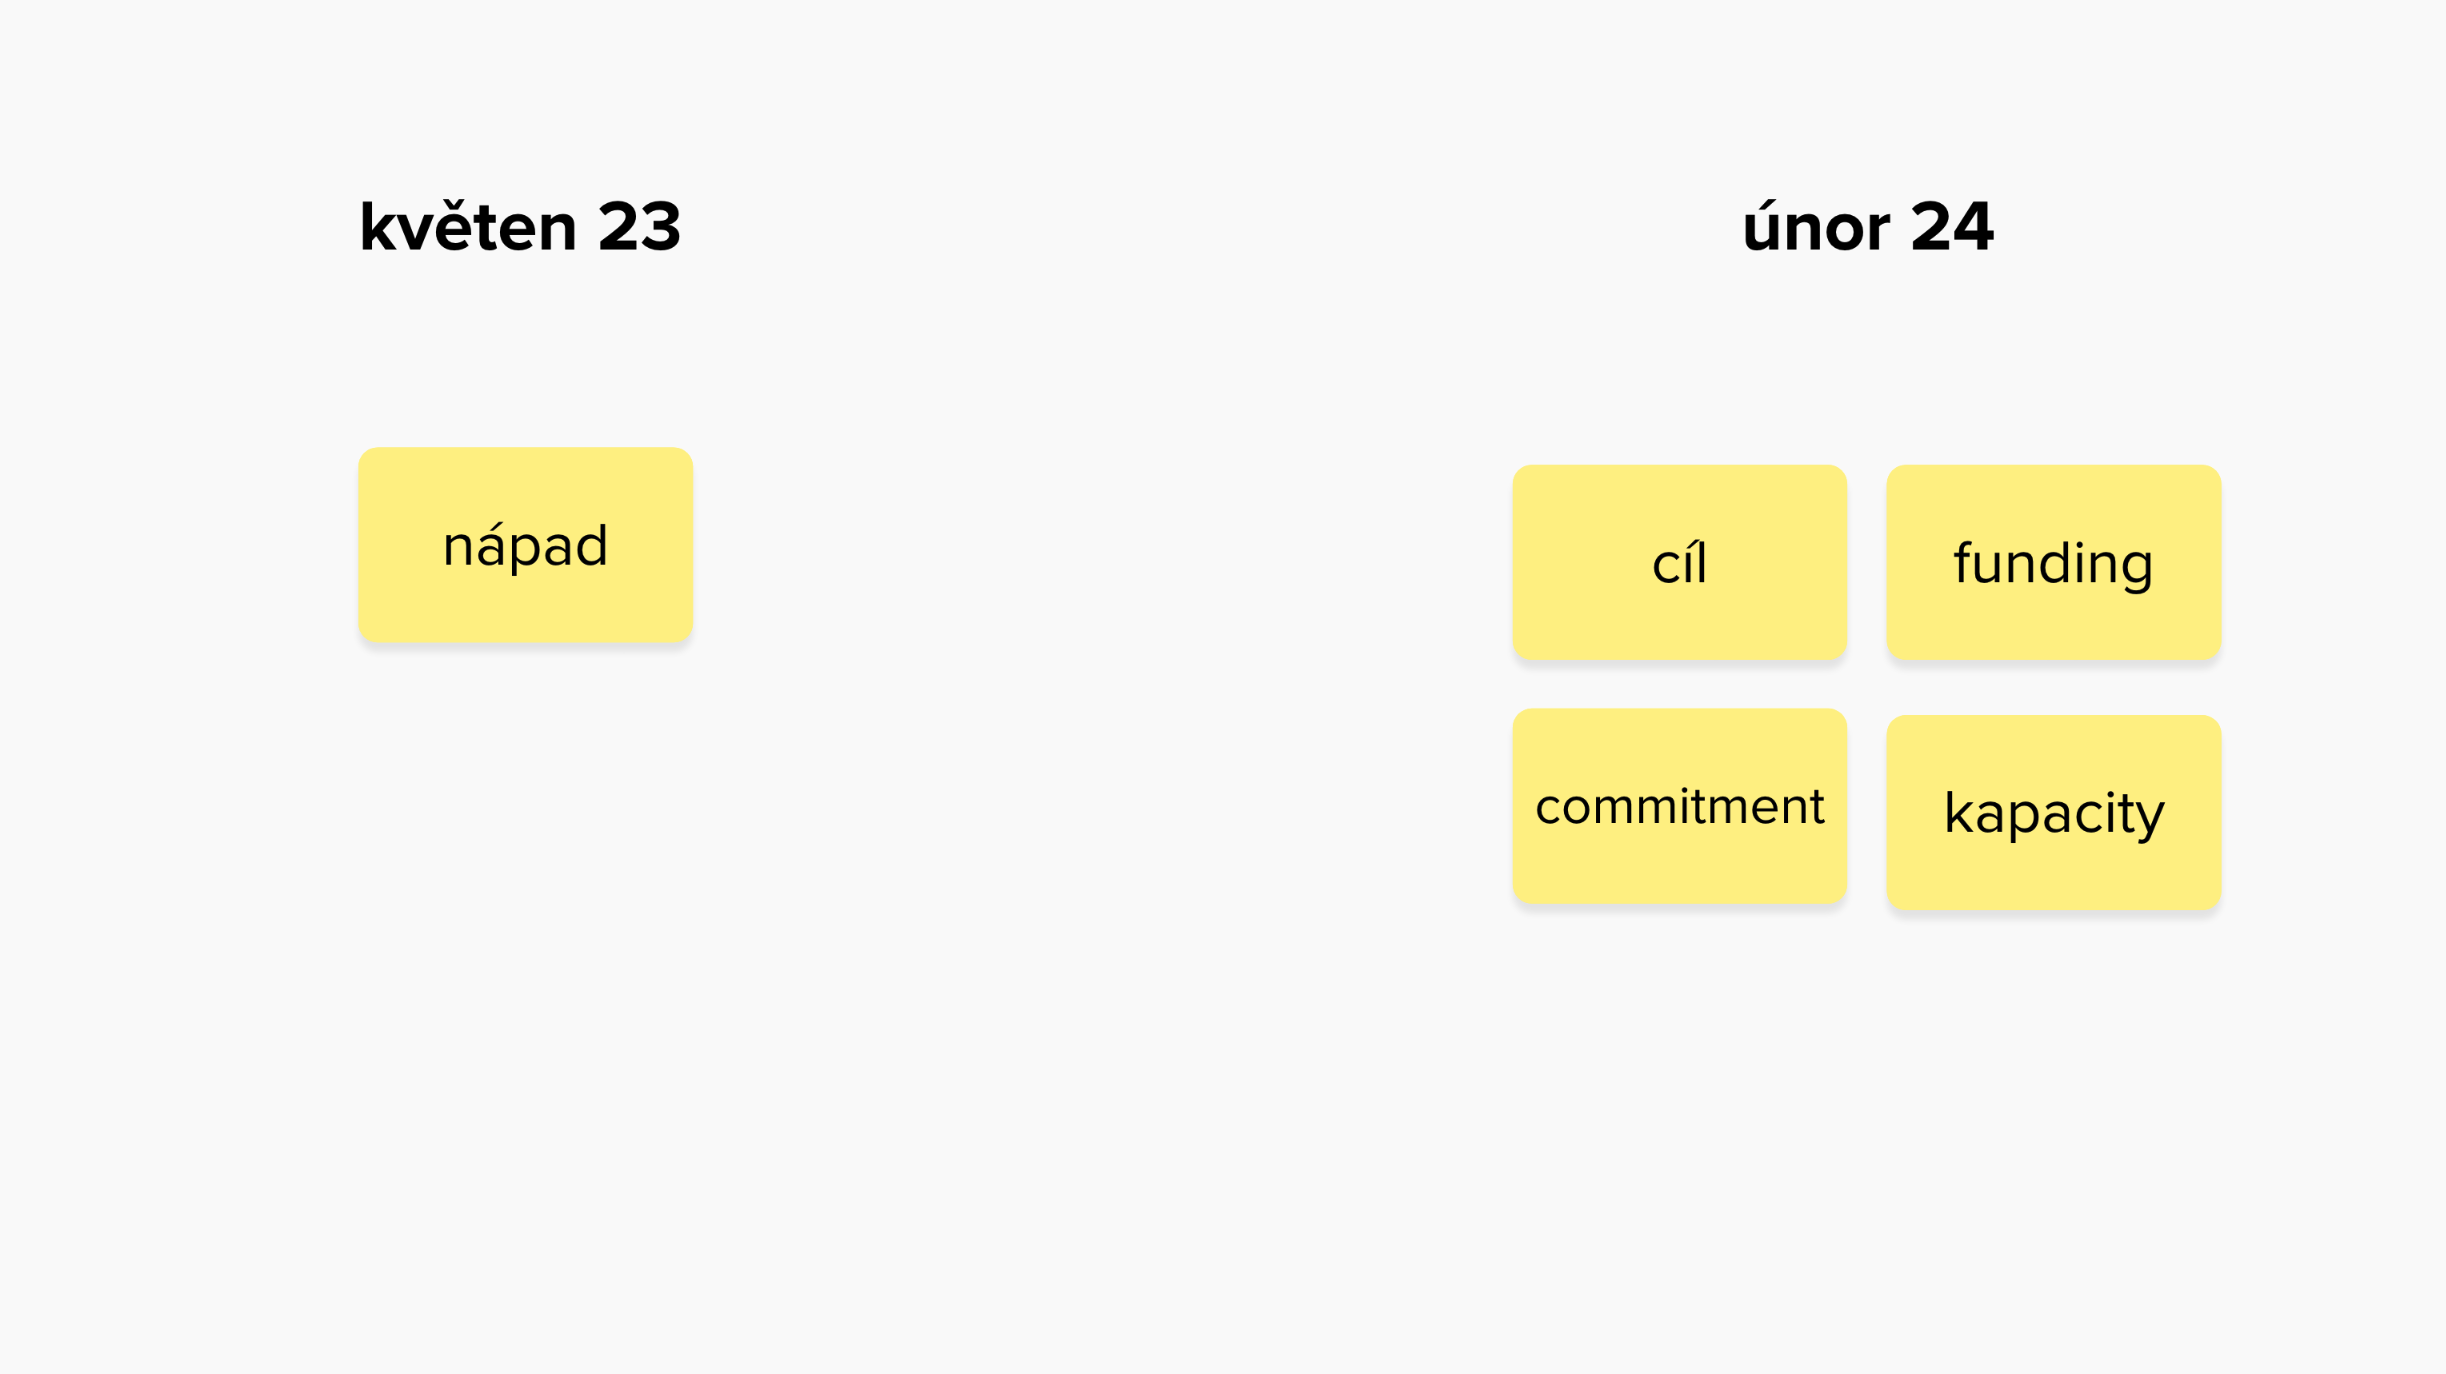 květen 23
únor 24
nápad
cíl
funding
commitment
kapacity